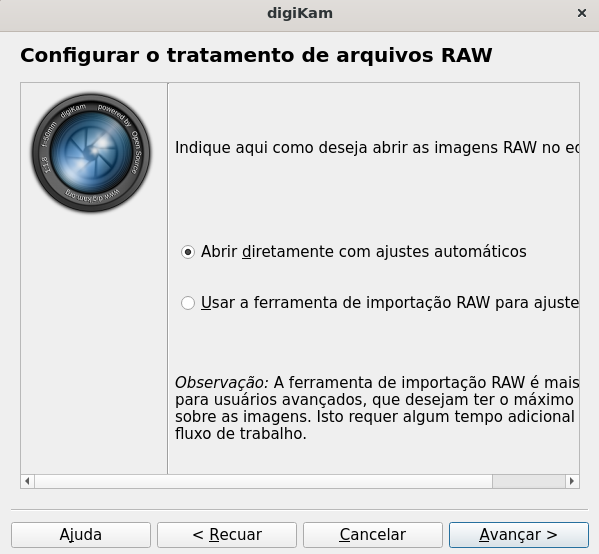 digiKam
Configurar o tratamento de arquivos RAW
f=50mm digiKam powered by Open Source
1:1.8
www.digikam.org
Indique aqui como deseja abrir as imagens RAW no
Abrir diretamente com ajustes automáticos
Usar a ferramenta de importação RAW para ajuste
Observação: A ferramenta de importação RAW é mais
para usuários avançados, que desejam ter o máximo
sobre as imagens. Isto requer algum tempo adicional
fluxo de trabalho.
Ajuda
< Recuar
Cancelar
Avançar >